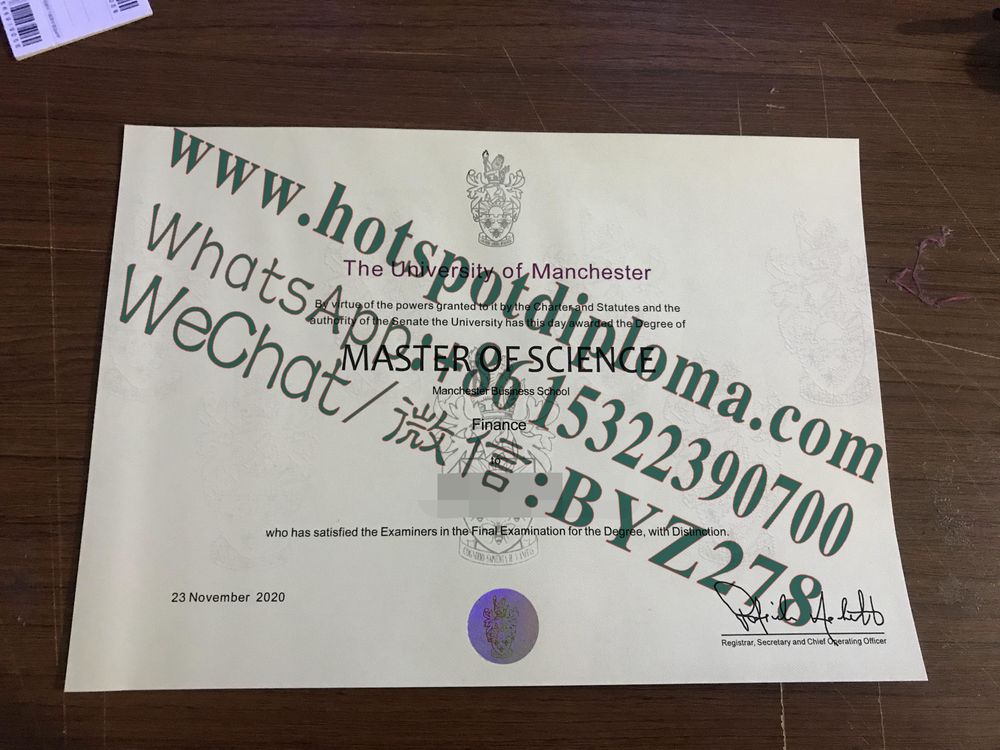 www.hotspotdiploma.com
WhatsApp:+86 15322390700
WeChat/微信:BYZ278
The University of Manchester
By virtue of the powers granted to it by the Charter and Statutes and the
authority of the Senate the University has this day awarded the Degree of
MASTER OF SCIENCE
Manchester Business School
Finance
to
who has satisfied the Examiners in the Final Examination for the Degree, with Distinction.
23 November 2020
Registrar, Secretary and Chief Operating Officer